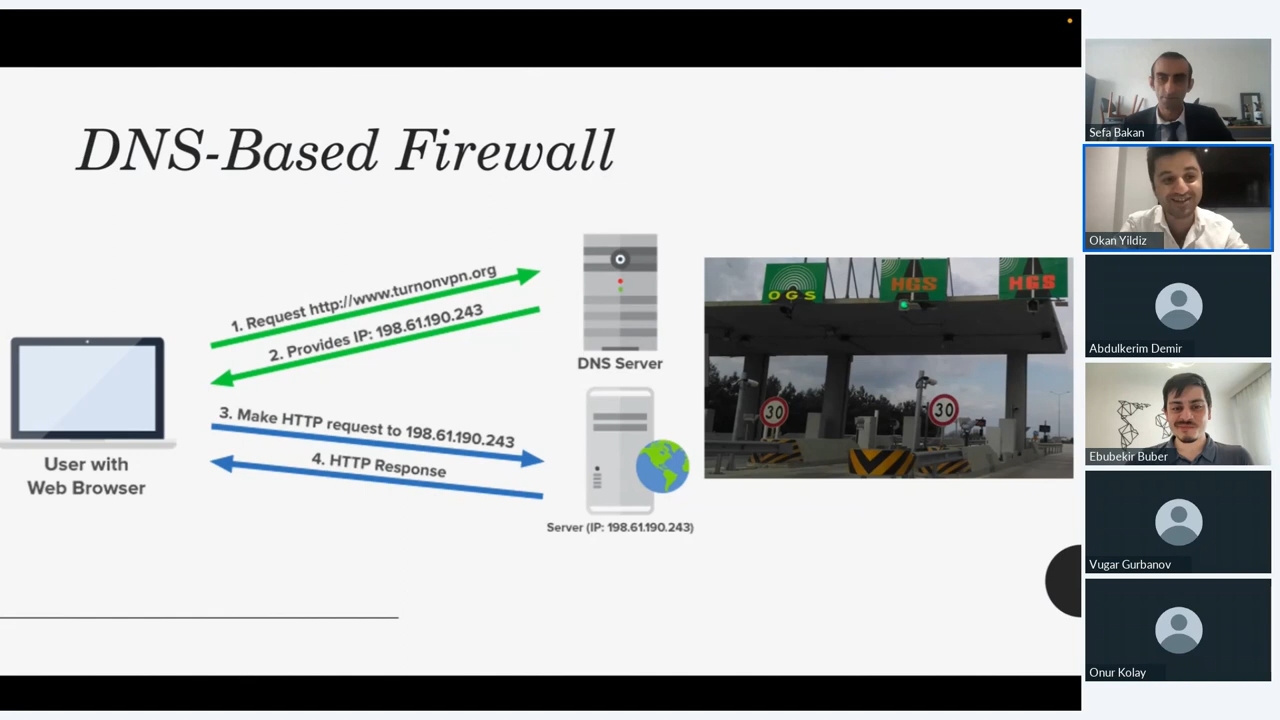 DNS-Based Firewall
1. Request http://www.turnonvpn.org
2. Provides IP: 198.61.190.243
DNS Server
3. Make HTTP request to 198.61.190.243
4. HTTP Response
User with
Web Browser
Server (IP: 198.61.190.243)
OGS
HGS
HGS
30
30
Sefa Bakan
Okan Yildiz
Abdulkerim Demir
Ebubekir Buber
Vugar Gurbanov
Onur Kolay